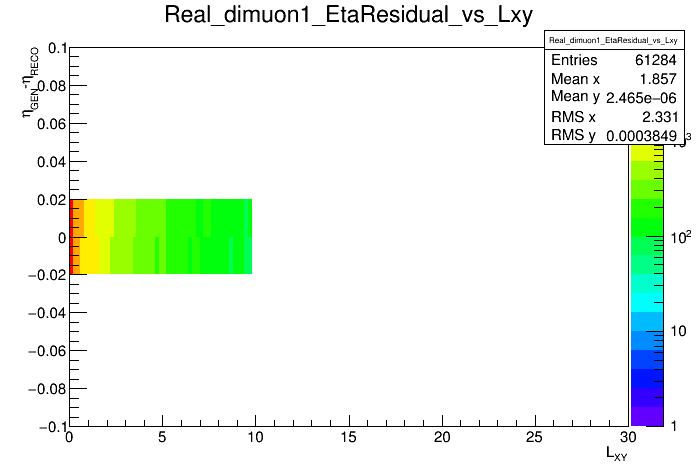 Real_dimuon1_EtaResidual_vs_Lxy
Real_dimuon1_EtaResidual_vs_Lxy
Entries 61284
Mean x 1.857
Mean y 2.465e−06
RMS x 2.331
RMS y 0.0003849
ηGEN-ηRECO
0.1
0.08
0.06
0.04
0.02
0
−0.02
−0.04
−0.06
−0.08
−0.1
0 5 10 15 20 25 30
LXY
10³
10²
10
1